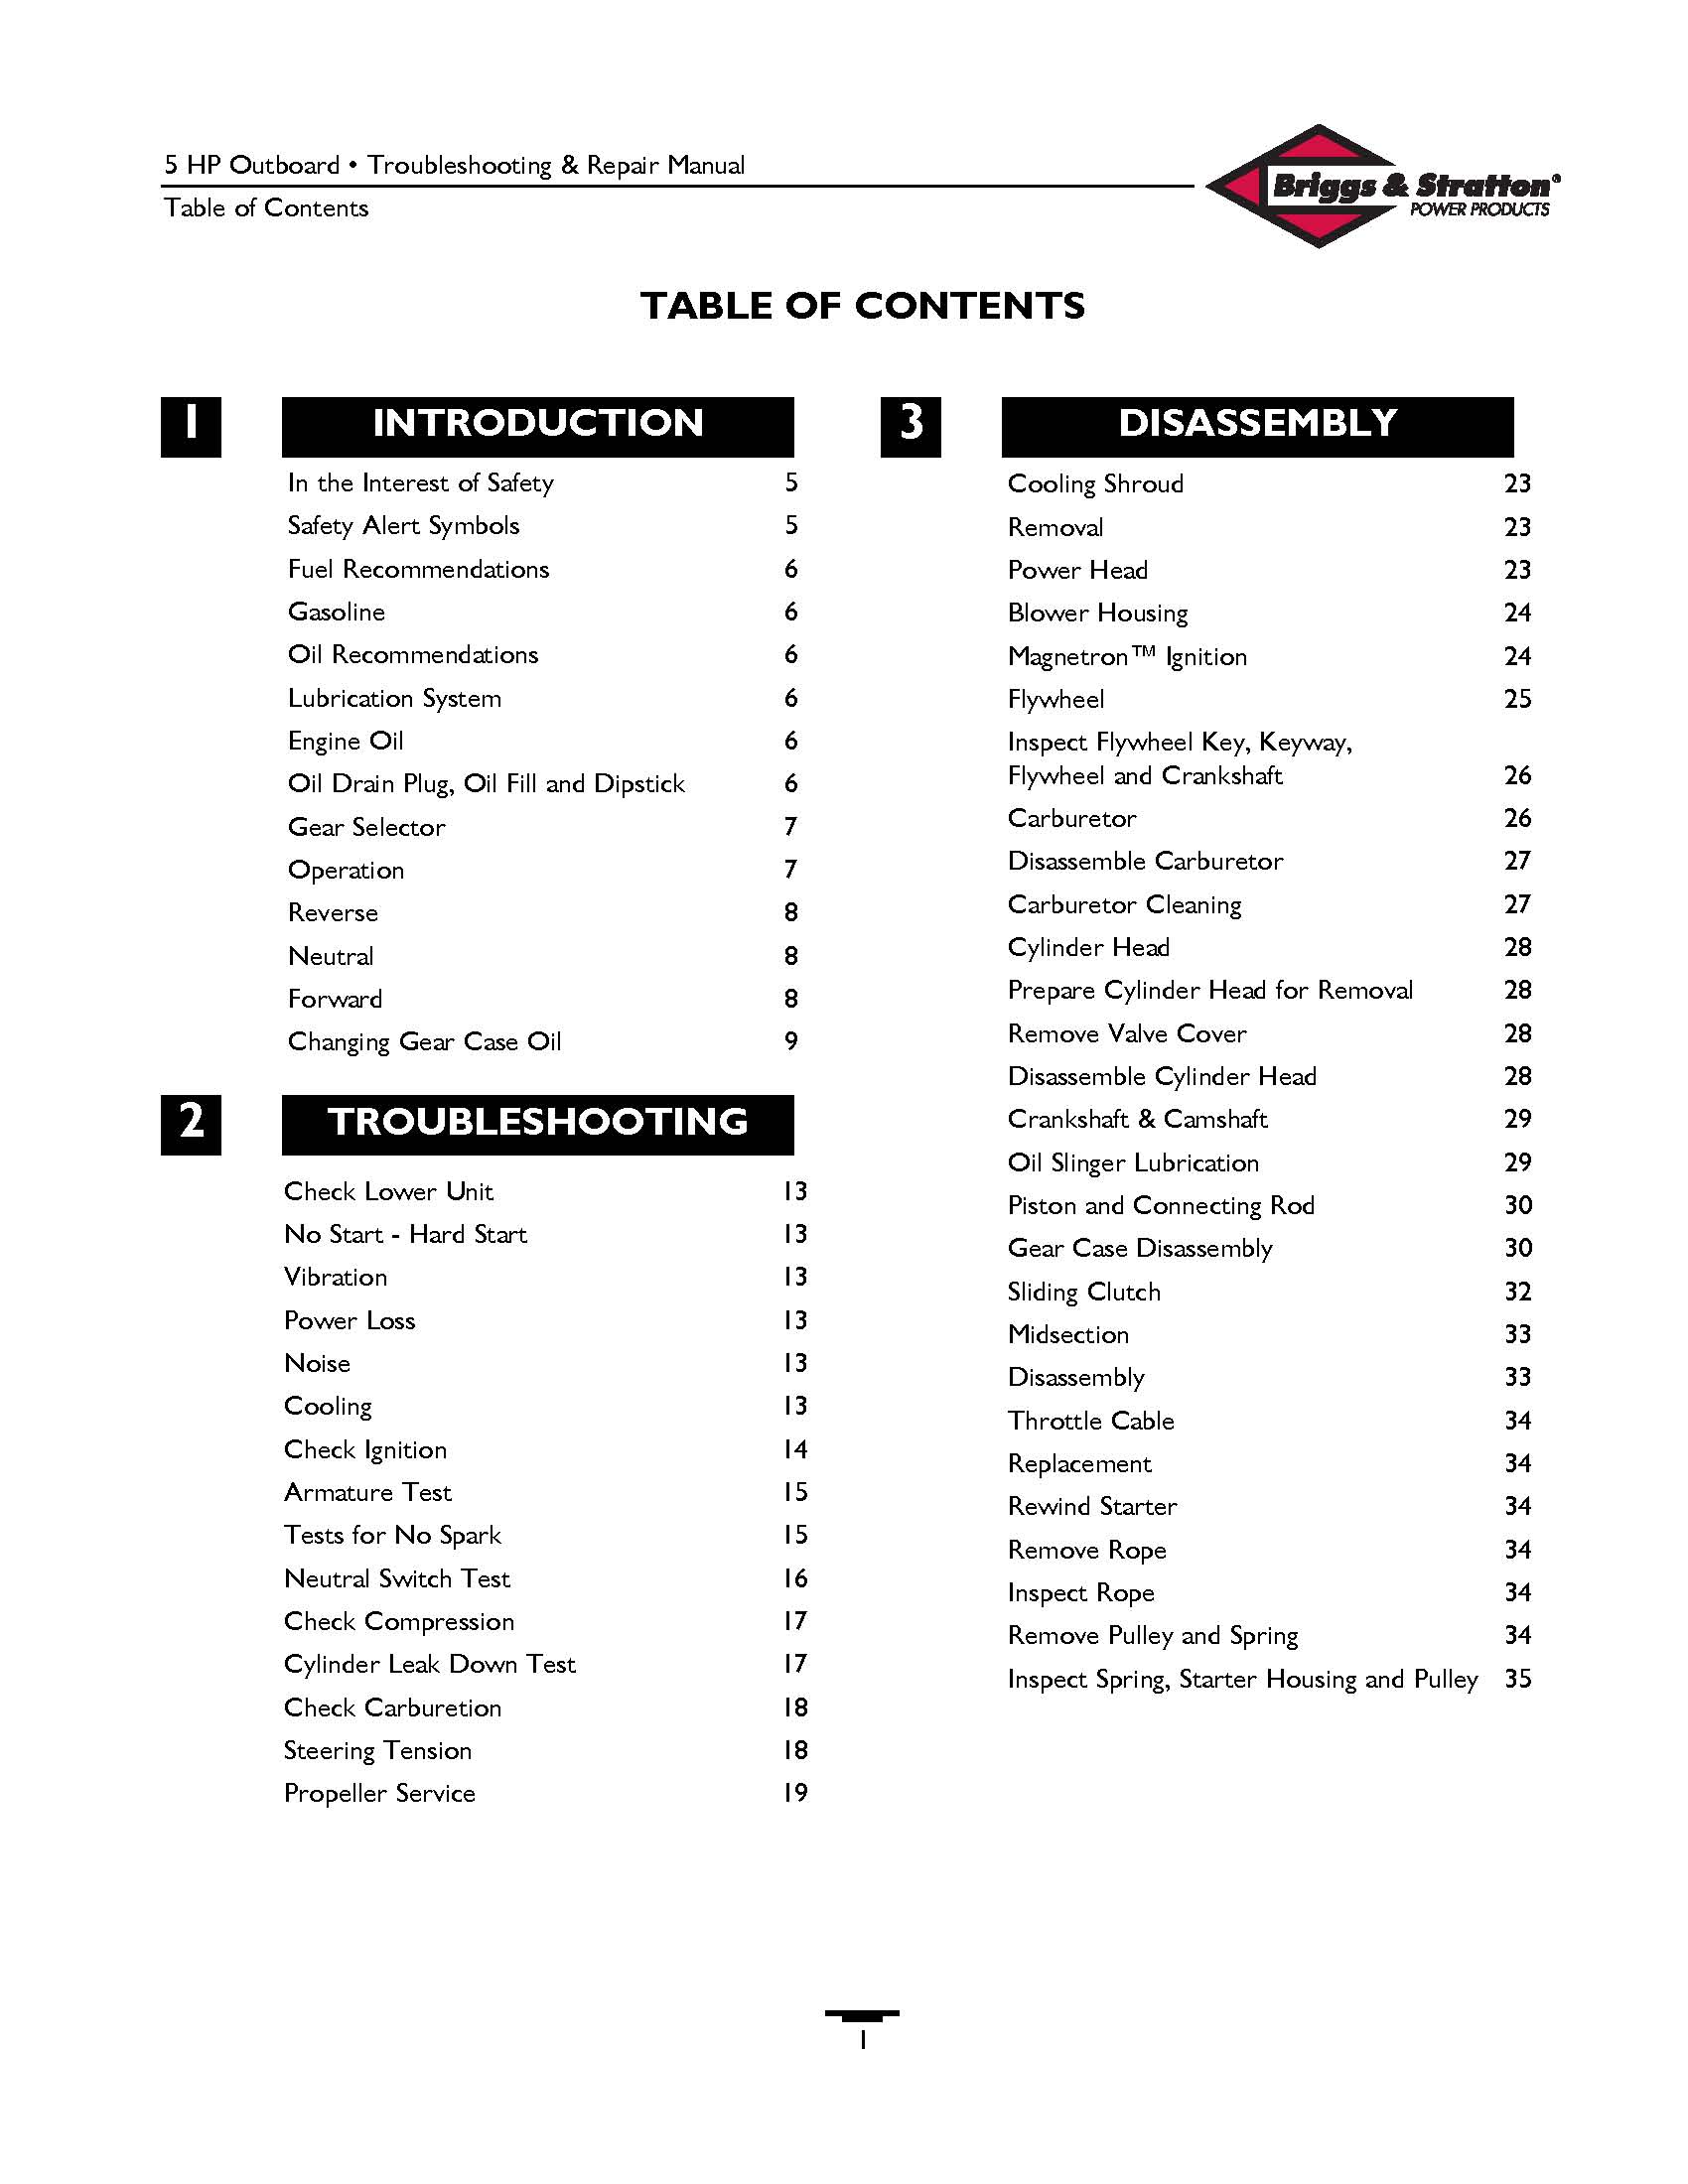 5 HP Outboard • Troubleshooting & Repair Manual
Table of Contents
Briggs & Stratton®
POWER PRODUCTS
TABLE OF CONTENTS
1 INTRODUCTION
In the Interest of Safety 5
Safety Alert Symbols 5
Fuel Recommendations 6
Gasoline 6
Oil Recommendations 6
Lubrication System 6
Engine Oil 6
Oil Drain Plug, Oil Fill and Dipstick 6
Gear Selector 7
Operation 7
Reverse 8
Neutral 8
Forward 8
Changing Gear Case Oil 9
2 TROUBLESHOOTING
Check Lower Unit 13
No Start - Hard Start 13
Vibration 13
Power Loss 13
Noise 13
Cooling 13
Check Ignition 14
Armature Test 15
Tests for No Spark 15
Neutral Switch Test 16
Check Compression 17
Cylinder Leak Down Test 17
Check Carburetion 18
Steering Tension 18
Propeller Service 19
3 DISASSEMBLY
Cooling Shroud 23
Removal 23
Power Head 23
Blower Housing 24
Magnetron™ Ignition 24
Flywheel 25
Inspect Flywheel Key, Keyway,
Flywheel and Crankshaft 26
Carburetor 26
Disassemble Carburetor 27
Carburetor Cleaning 27
Cylinder Head 28
Prepare Cylinder Head for Removal 28
Remove Valve Cover 28
Disassemble Cylinder Head 28
Crankshaft & Camshaft 29
Oil Slinger Lubrication 29
Piston and Connecting Rod 30
Gear Case Disassembly 30
Sliding Clutch 32
Midsection 33
Disassembly 33
Throttle Cable 34
Replacement 34
Rewind Starter 34
Remove Rope 34
Inspect Rope 34
Remove Pulley and Spring 34
Inspect Spring, Starter Housing and Pulley 35
1